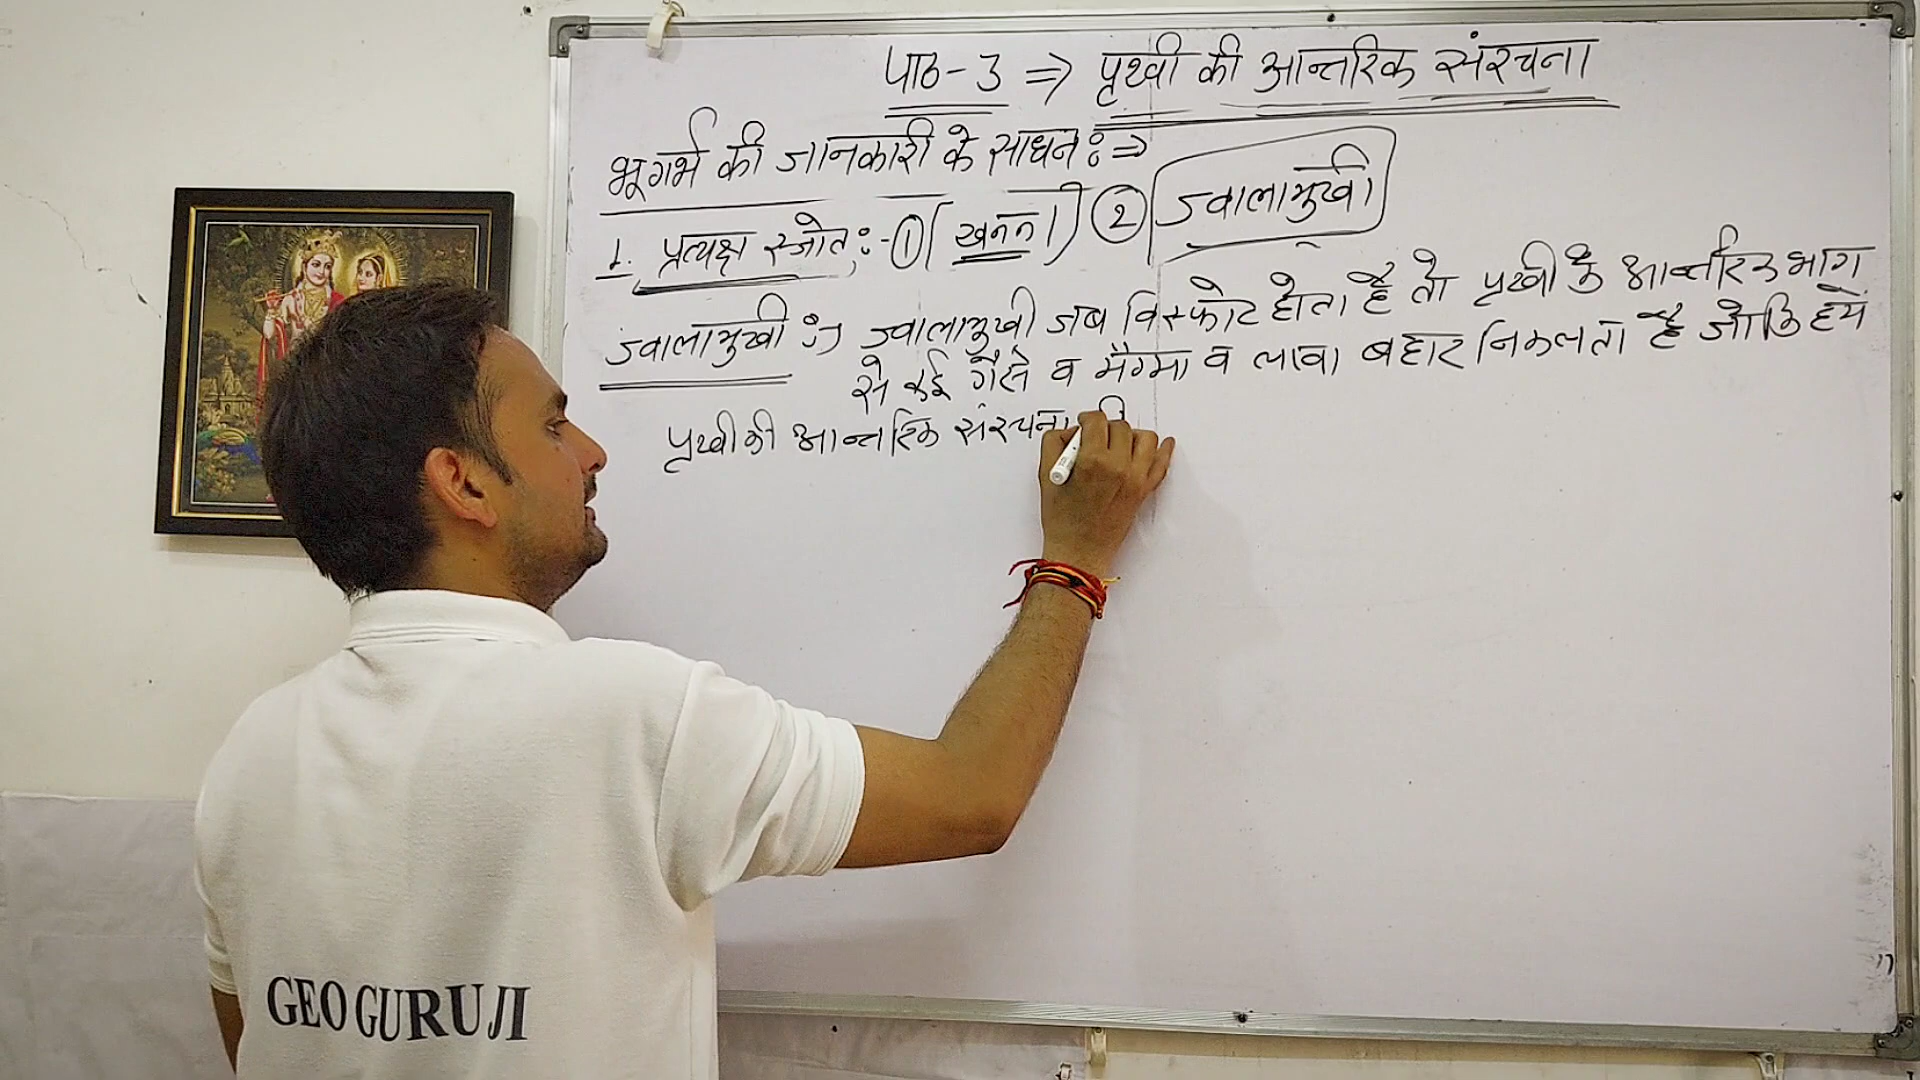 पाठ-3 ⇒ पृथ्वी की आन्तरिक संरचना
भूगर्भ की जानकारी के साधन :⇒
1. प्रत्यक्ष स्त्रोत :- ① खनन ② ज्वालामुखी
ज्वालामुखी :→ ज्वालामुखी जब विस्फोट होता है तो पृथ्वी के आन्तरिक भाग
से कई गैसे व मैग्मा व लावा बहार निकलता है जोकि हमे
पृथ्वी की आन्तरिक संरचना
GEO GURUJI